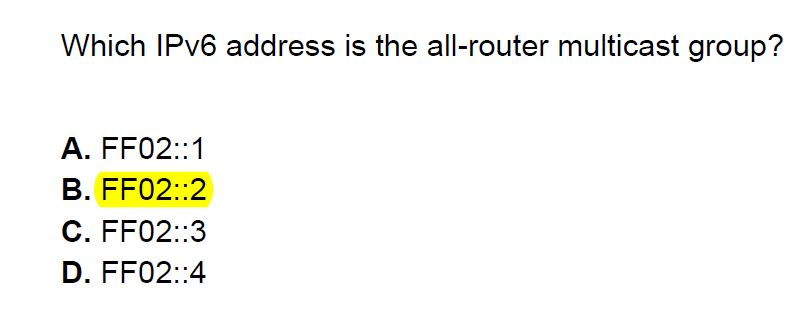 Which IPv6 address is the all-router multicast group?
A. FF02::1
B. FF02::2
C. FF02::3
D. FF02::4